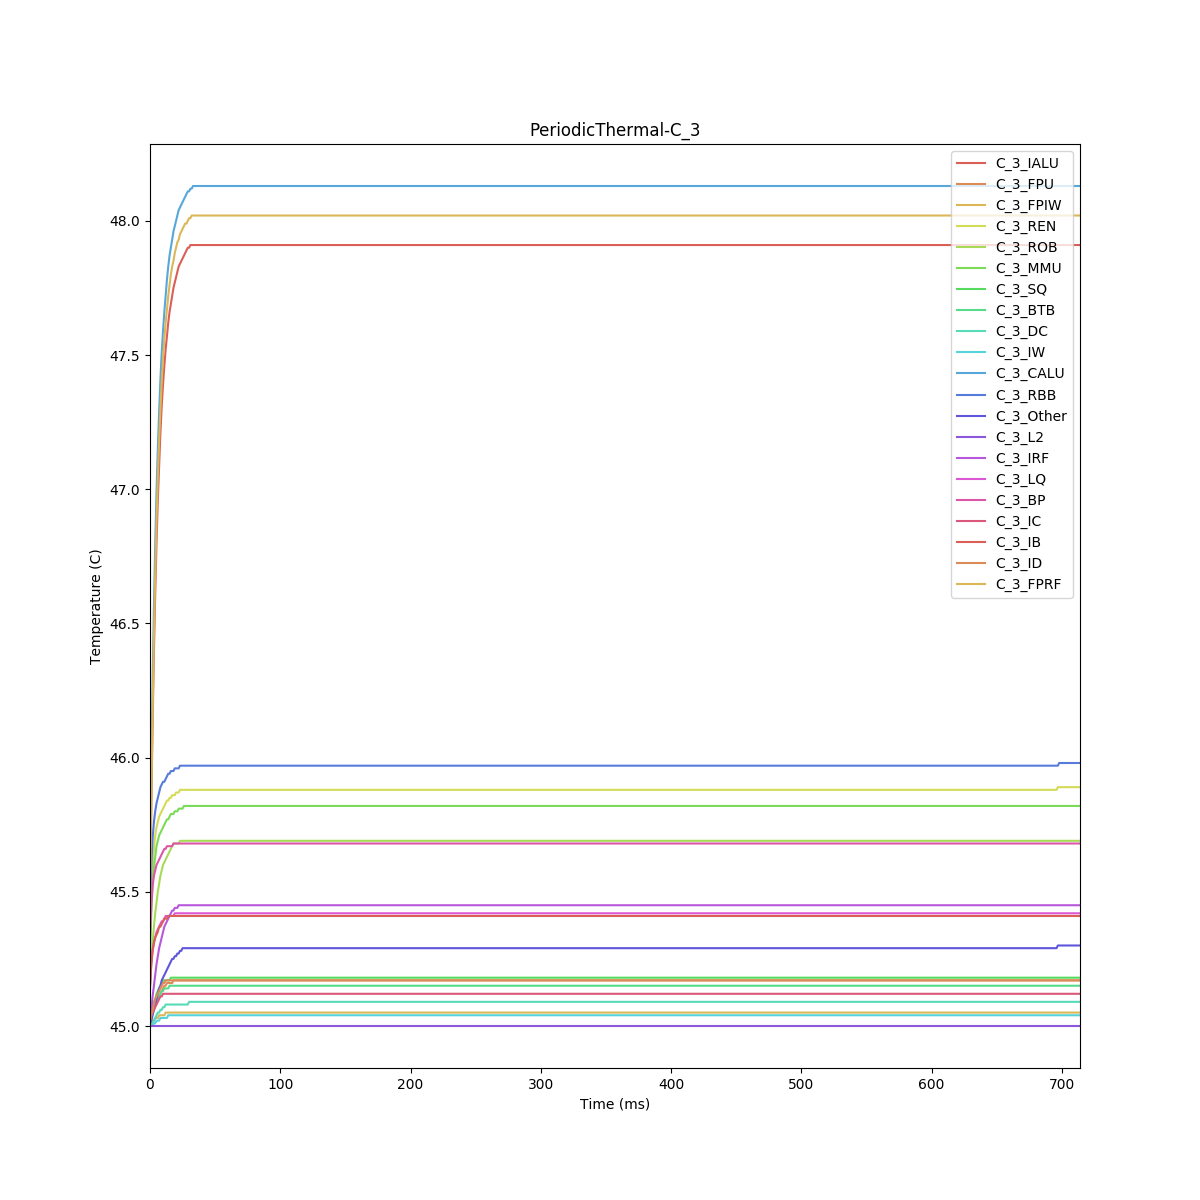 PeriodicThermal-C_3
C_3_IALU
C_3_FPU
C_3_FPIW
C_3_REN
C_3_ROB
C_3_MMU
C_3_SQ
C_3_BTB
C_3_DC
C_3_IW
C_3_CALU
C_3_RBB
C_3_Other
C_3_L2
C_3_IRF
C_3_LQ
C_3_BP
C_3_IC
C_3_IB
C_3_ID
C_3_FPRF
48.0
47.5
47.0
46.5
46.0
45.5
45.0
Temperature (C)
0 100 200 300 400 500 600 700
Time (ms)